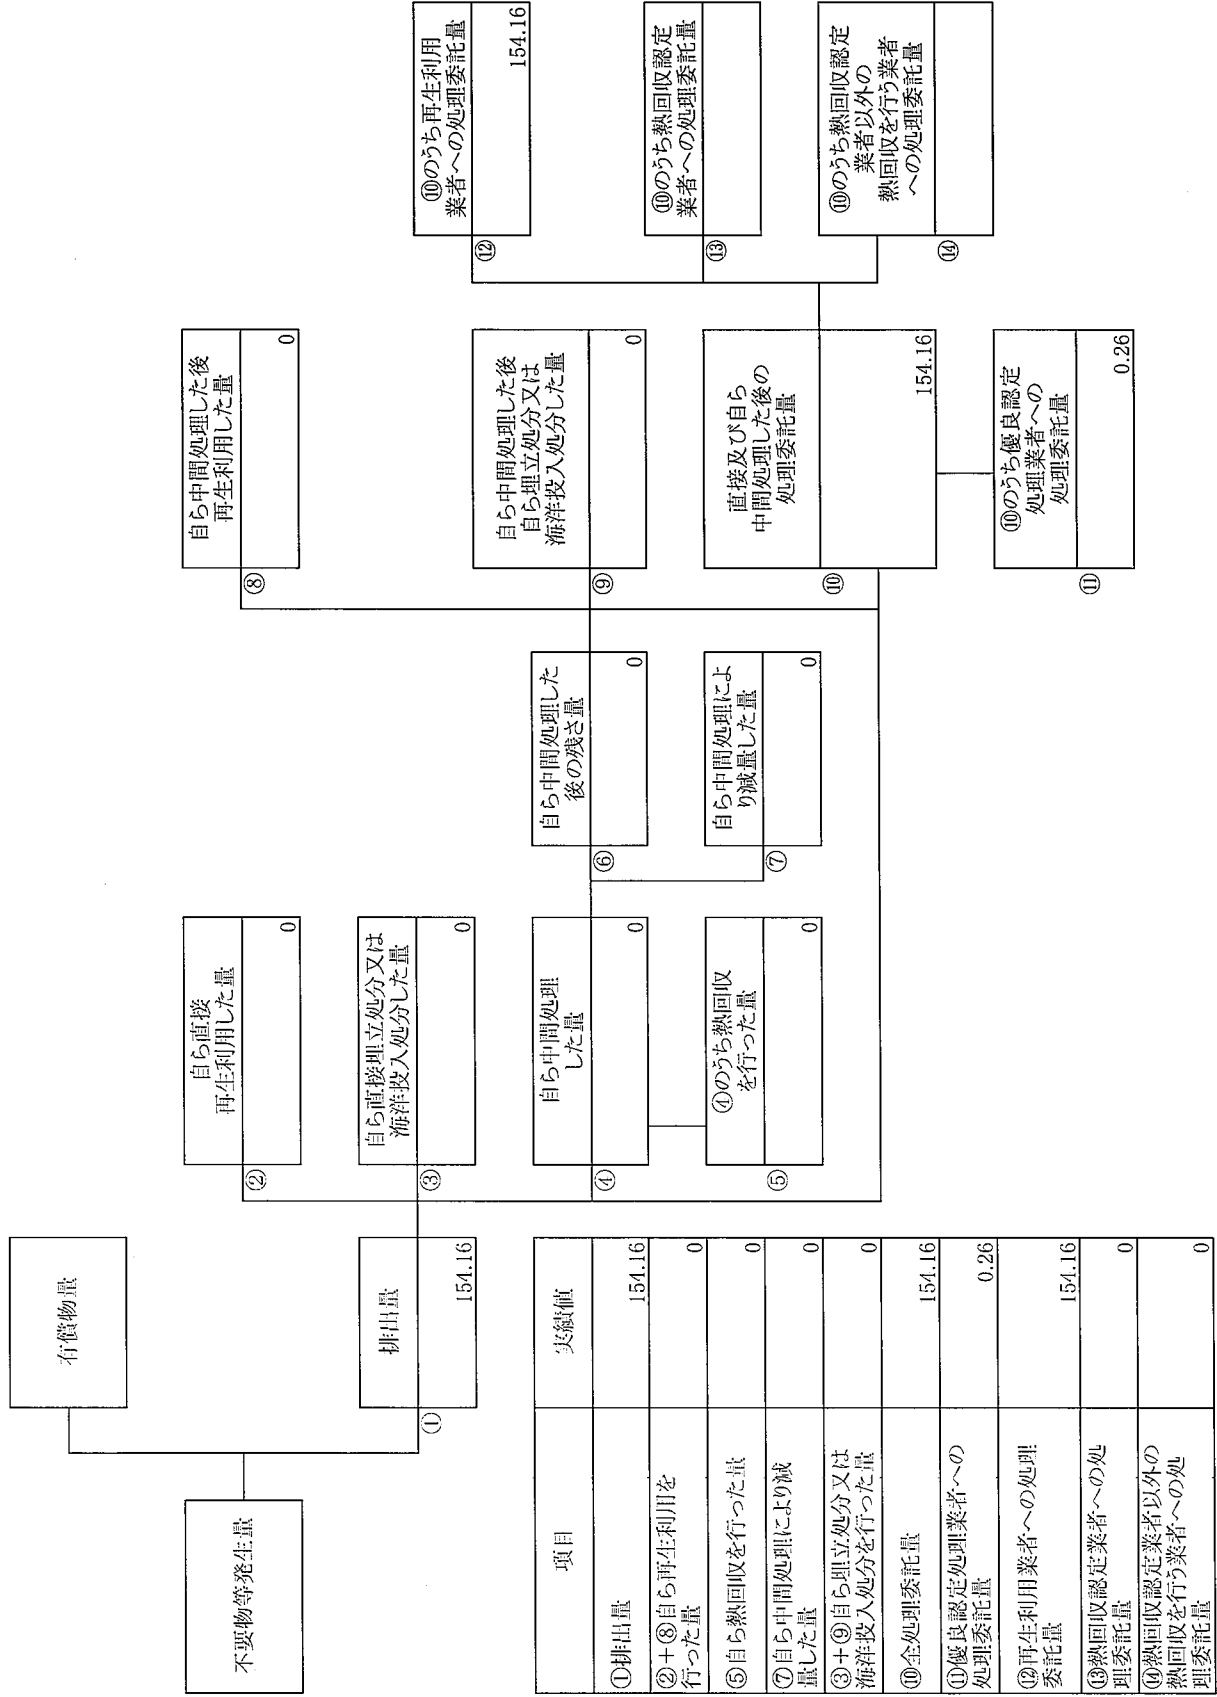 不要物等発生量
有償物量
①
排出量
154.16
②
自ら直接
再生利用した量
0
③
自ら直接埋立処分又は
海洋投入処分した量
0
④
自ら中間処理
した量
0
⑤
④のうち熱回収
を行った量
0
⑥
自ら中間処理した
後の残さ量
0
⑦
自ら中間処理によ
り減量した量
0
⑧
自ら中間処理した後
再生利用した量
0
⑨
自ら中間処理した後
自ら埋立処分又は
海洋投入処分した量
0
⑩
直接及び自ら
中間処理した後の
処理委託量
154.16
⑪
⑩のうち優良認定
処理業者への
処理委託量
0.26
⑫
⑩のうち再生利用
業者への処理委託量
154.16
⑬
⑩のうち熱回収認定
業者への処理委託量
⑭
⑩のうち熱回収認定
業者以外の
熱回収を行う業者
への処理委託量
項目 実績値
①排出量 154.16
②+⑧自ら再生利用を
行った量 0
⑤自ら熱回収を行った量 0
⑦自ら中間処理により減
量した量 0
③+⑨自ら埋立処分又は
海洋投入処分を行った量 0
⑩全処理委託量 154.16
⑪優良認定処理業者への
処理委託量 0.26
⑫再生利用業者への処理
委託量 154.16
⑬熱回収認定業者への処
理委託量 0
⑭熱回収認定業者以外の
熱回収を行う業者への処
理委託量 0